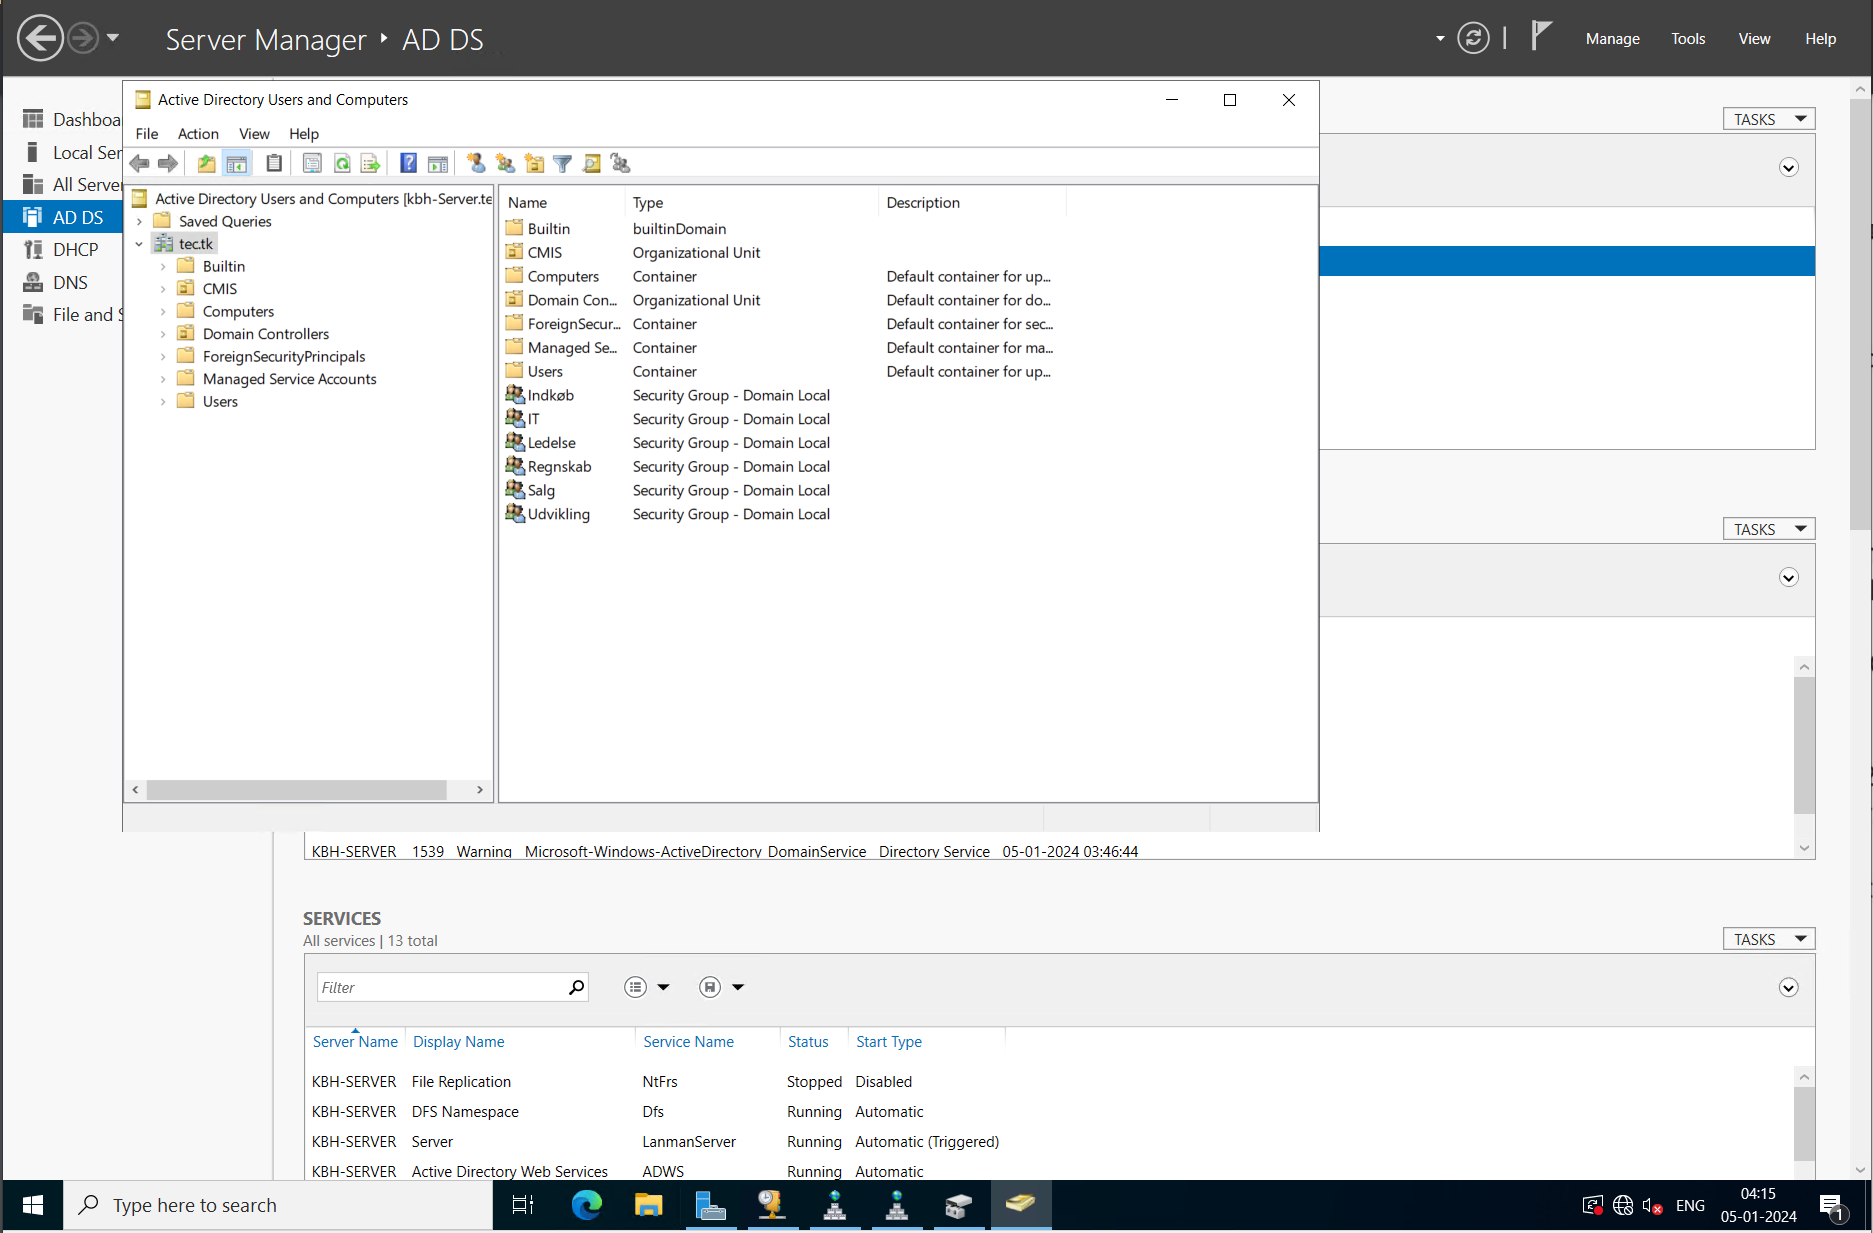 Server Manager ‣ AD DS
Manage Tools View Help
Active Directory Users and Computers
File Action View Help
Dashboa
Local Ser
All Server
AD DS
DHCP
DNS
File and S
Active Directory Users and Computers [kbh-Server.te
Saved Queries
tec.tk
Builtin
CMIS
Computers
Domain Controllers
ForeignSecurityPrincipals
Managed Service Accounts
Users
Name Type Description
Builtin builtinDomain
CMIS Organizational Unit
Computers Container Default container for up...
Domain Con... Organizational Unit Default container for do...
ForeignSecur... Container Default container for sec...
Managed Se... Container Default container for ma...
Users Container Default container for up...
Indkøb Security Group - Domain Local
IT Security Group - Domain Local
Ledelse Security Group - Domain Local
Regnskab Security Group - Domain Local
Salg Security Group - Domain Local
Udvikling Security Group - Domain Local
TASKS
TASKS
KBH-SERVER 1539 Warning Microsoft-Windows-ActiveDirectory_DomainService Directory Service 05-01-2024 03:46:44
SERVICES
All services | 13 total
TASKS
Filter
Server Name Display Name Service Name Status Start Type
KBH-SERVER File Replication NtFrs Stopped Disabled
KBH-SERVER DFS Namespace Dfs Running Automatic
KBH-SERVER Server LanmanServer Running Automatic (Triggered)
KBH-SERVER Active Directory Web Services ADWS Running Automatic
Type here to search
ENG
04:15
05-01-2024
1